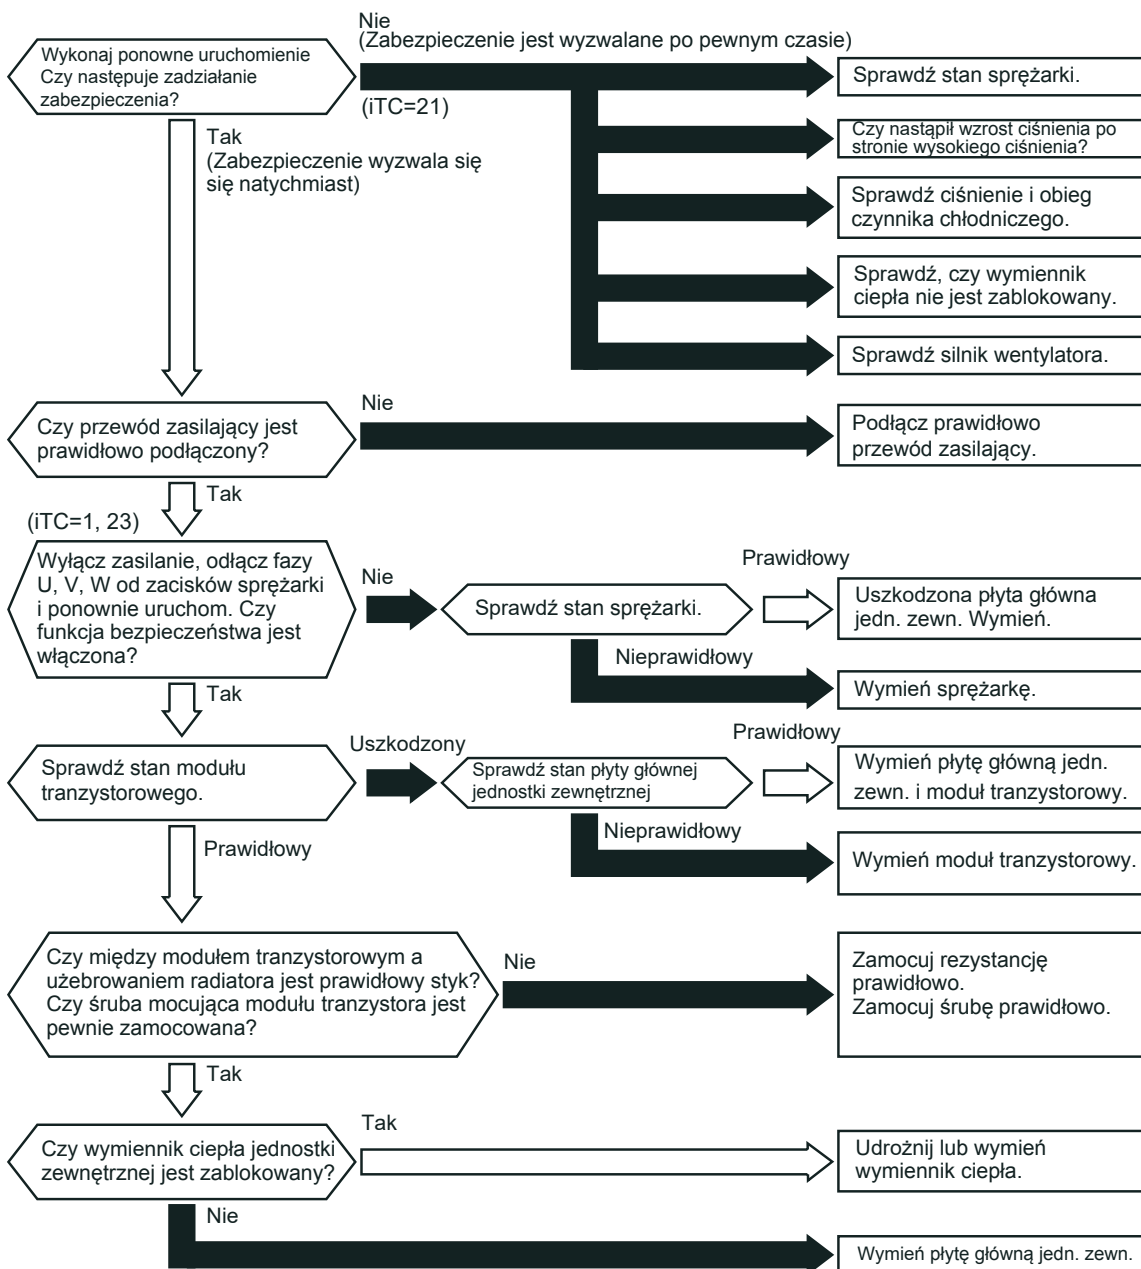 Nie
(Zabezpieczenie jest wyzwalane po pewnym czasie)
Wykonaj ponowne uruchomienie
Czy następuje zadziałanie
zabezpieczenia?
Sprawdź stan sprężarki.
(iTC=21)
Czy nastąpił wzrost ciśnienia po
stronie wysokiego ciśnienia?
Tak
(Zabezpieczenie wyzwala się
się natychmiast)
Sprawdź ciśnienie i obieg
czynnika chłodniczego.
Sprawdź, czy wymiennik
ciepła nie jest zablokowany.
Sprawdź silnik wentylatora.
Czy przewód zasilający jest
prawidłowo podłączony?
Nie
Podłącz prawidłowo
przewód zasilający.
Tak
(iTC=1, 23)
Wyłącz zasilanie, odłącz fazy
U, V, W od zacisków sprężarki
i ponownie uruchom. Czy
funkcja bezpieczeństwa jest
włączona?
Nie
Sprawdź stan sprężarki.
Prawidłowy
Uszkodzona płyta główna
jedn. zewn. Wymień.
Nieprawidłowy
Wymień sprężarkę.
Tak
Sprawdź stan modułu
tranzystorowego.
Uszkodzony
Sprawdź stan płyty głównej
jednostki zewnętrznej
Prawidłowy
Wymień płytę główną jedn.
zewn. i moduł tranzystorowy.
Nieprawidłowy
Wymień moduł tranzystorowy.
Prawidłowy
Czy między modułem tranzystorowym a
użebrowaniem radiatora jest prawidłowy styk?
Czy śruba mocująca modułu tranzystora jest
pewnie zamocowana?
Nie
Zamocuj rezystancję
prawidłowo.
Zamocuj śrubę prawidłowo.
Tak
Czy wymiennik ciepła jednostki
zewnętrznej jest zablokowany?
Tak
Udrożnij lub wymień
wymiennik ciepła.
Nie
Wymień płytę główną jedn. zewn.